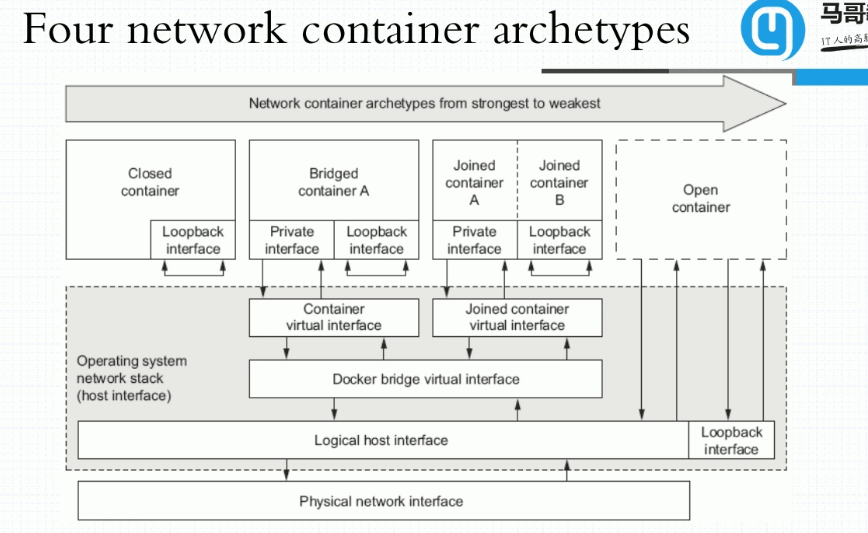 Four network container archetypes
马哥
IT人的高
Network container archetypes from strongest to weakest
Closed
container
Loopback
interface
Bridged
container A
Private
interface
Loopback
interface
Joined
container
A
Joined
container
B
Private
interface
Loopback
interface
Open
container
Container
virtual interface
Joined container
virtual interface
Operating system
network stack
(host interface)
Docker bridge virtual interface
Logical host interface
Loopback
interface
Physical network interface